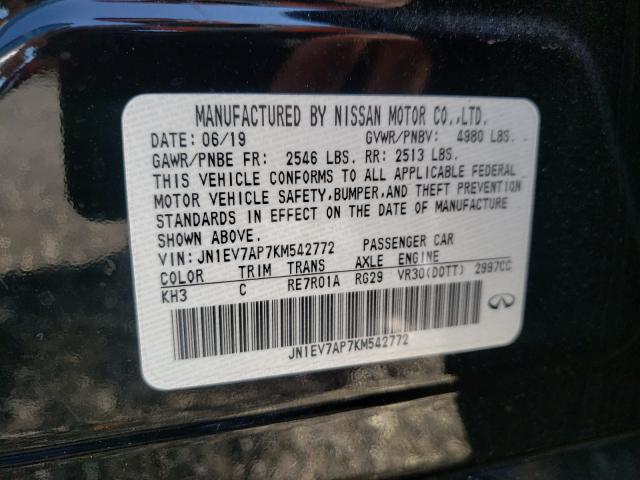 MANUFACTURED BY NISSAN MOTOR CO.,LTD.
DATE: 06/19 GVWR/PNBV: 4980 LBS.
GAWR/PNBE FR: 2546 LBS. RR: 2513 LBS.
THIS VEHICLE CONFORMS TO ALL APPLICABLE FEDERAL
MOTOR VEHICLE SAFETY,BUMPER,AND THEFT PREVENTION
STANDARDS IN EFFECT ON THE DATE OF MANUFACTURE
SHOWN ABOVE.
VIN: JN1EV7AP7KM542772 PASSENGER CAR
COLOR TRIM TRANS AXLE ENGINE
KH3 C RE7R01A RG29 VR30(DDTT) 2997CC
JN1EV7AP7KM542772